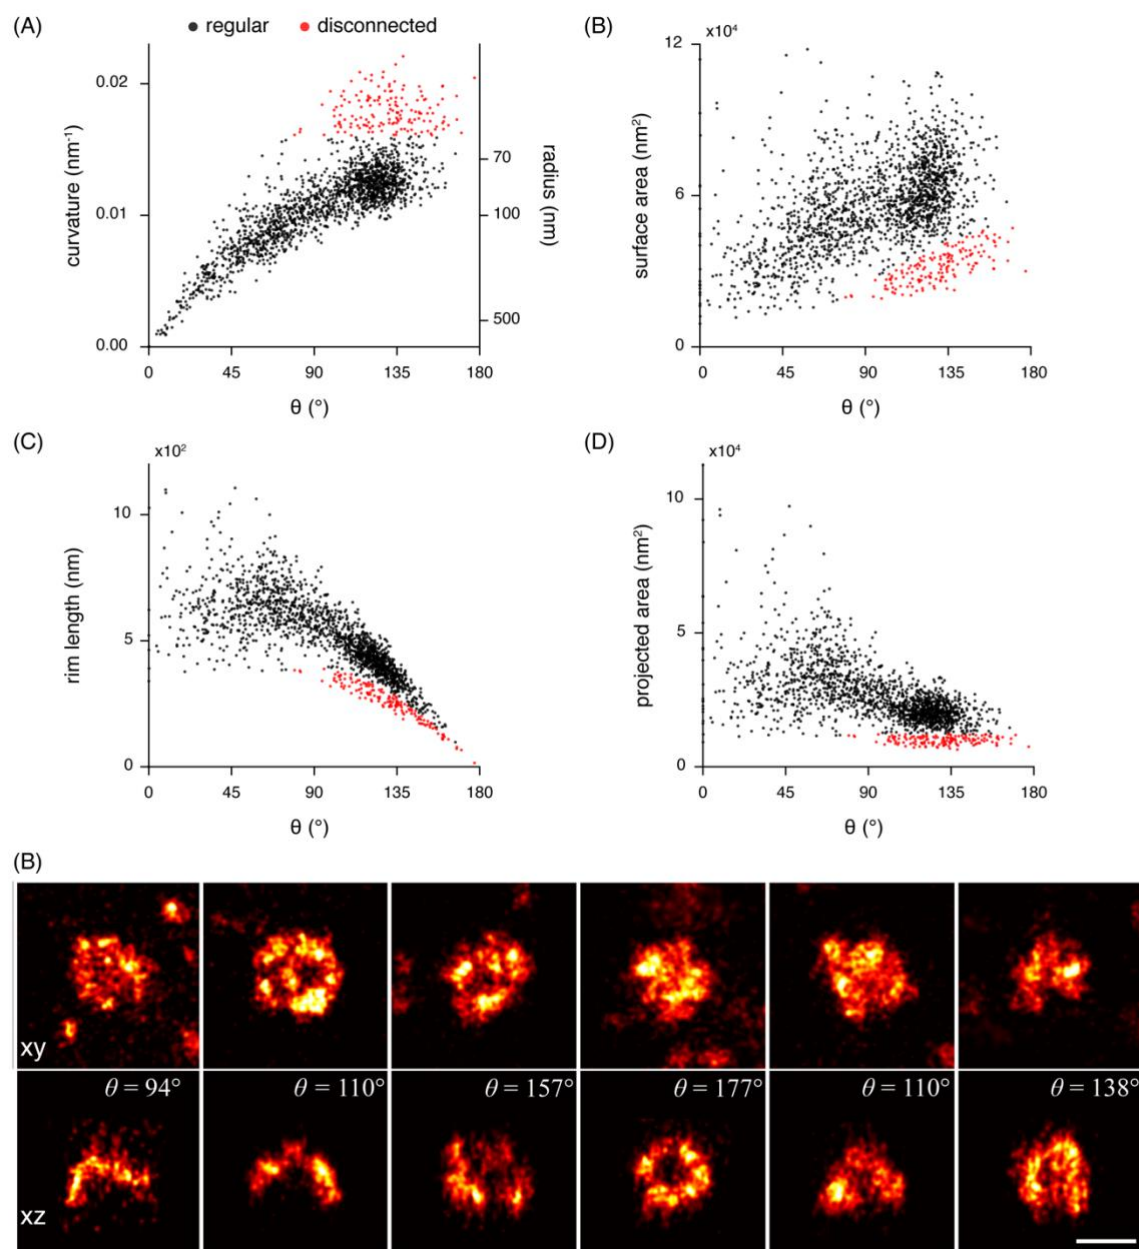 (A)
regular
disconnected
0.02
0.01
0.00
curvature (nm⁻¹)
70
100
500
radius (nm)
0
45
90
135
180
θ (°)
(B)
x10⁴
12
6
0
surface area (nm²)
0
45
90
135
180
θ (°)
(C)
x10²
10
5
0
rim length (nm)
0
45
90
135
180
θ (°)
(D)
x10⁴
10
5
0
projected area (nm²)
0
45
90
135
180
θ (°)
(B)
xy
θ = 94°
θ = 110°
θ = 157°
θ = 177°
θ = 110°
θ = 138°
xz